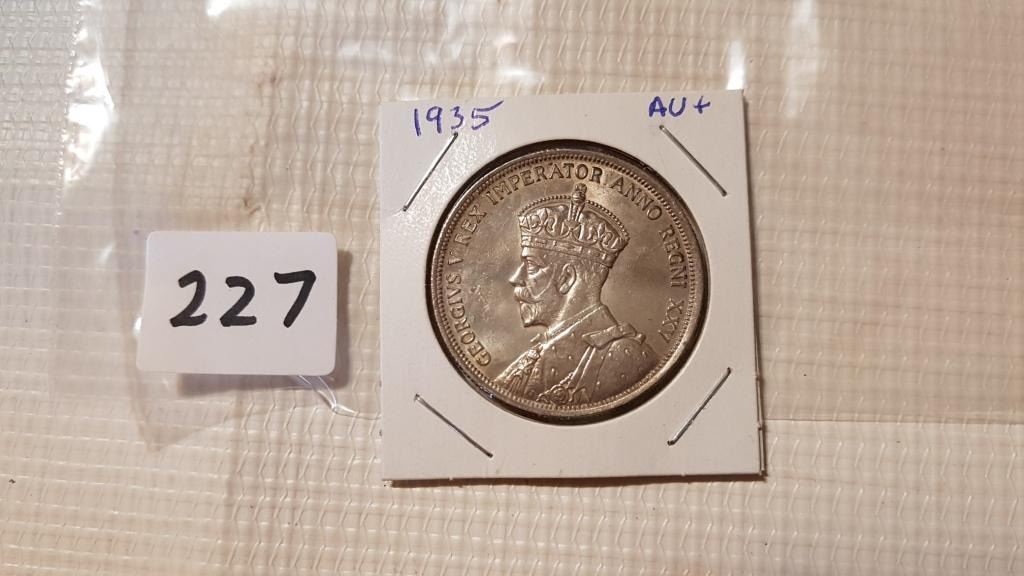 1935 AU+
GEORGIVS V REX IMPERATOR ANNO REGNI XXV
227